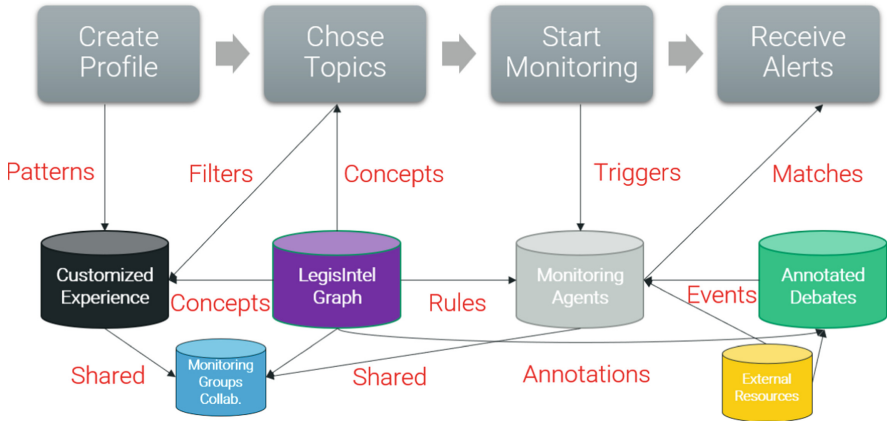 Create
Profile
Chose
Topics
Start
Monitoring
Receive
Alerts
Patterns
Filters
Concepts
Triggers
Matches
Customized
Experience
Concepts
LegisIntel
Graph
Rules
Monitoring
Agents
Events
Annotated
Debates
Shared
Monitoring
Groups
Collab.
Shared
Annotations
External
Resources